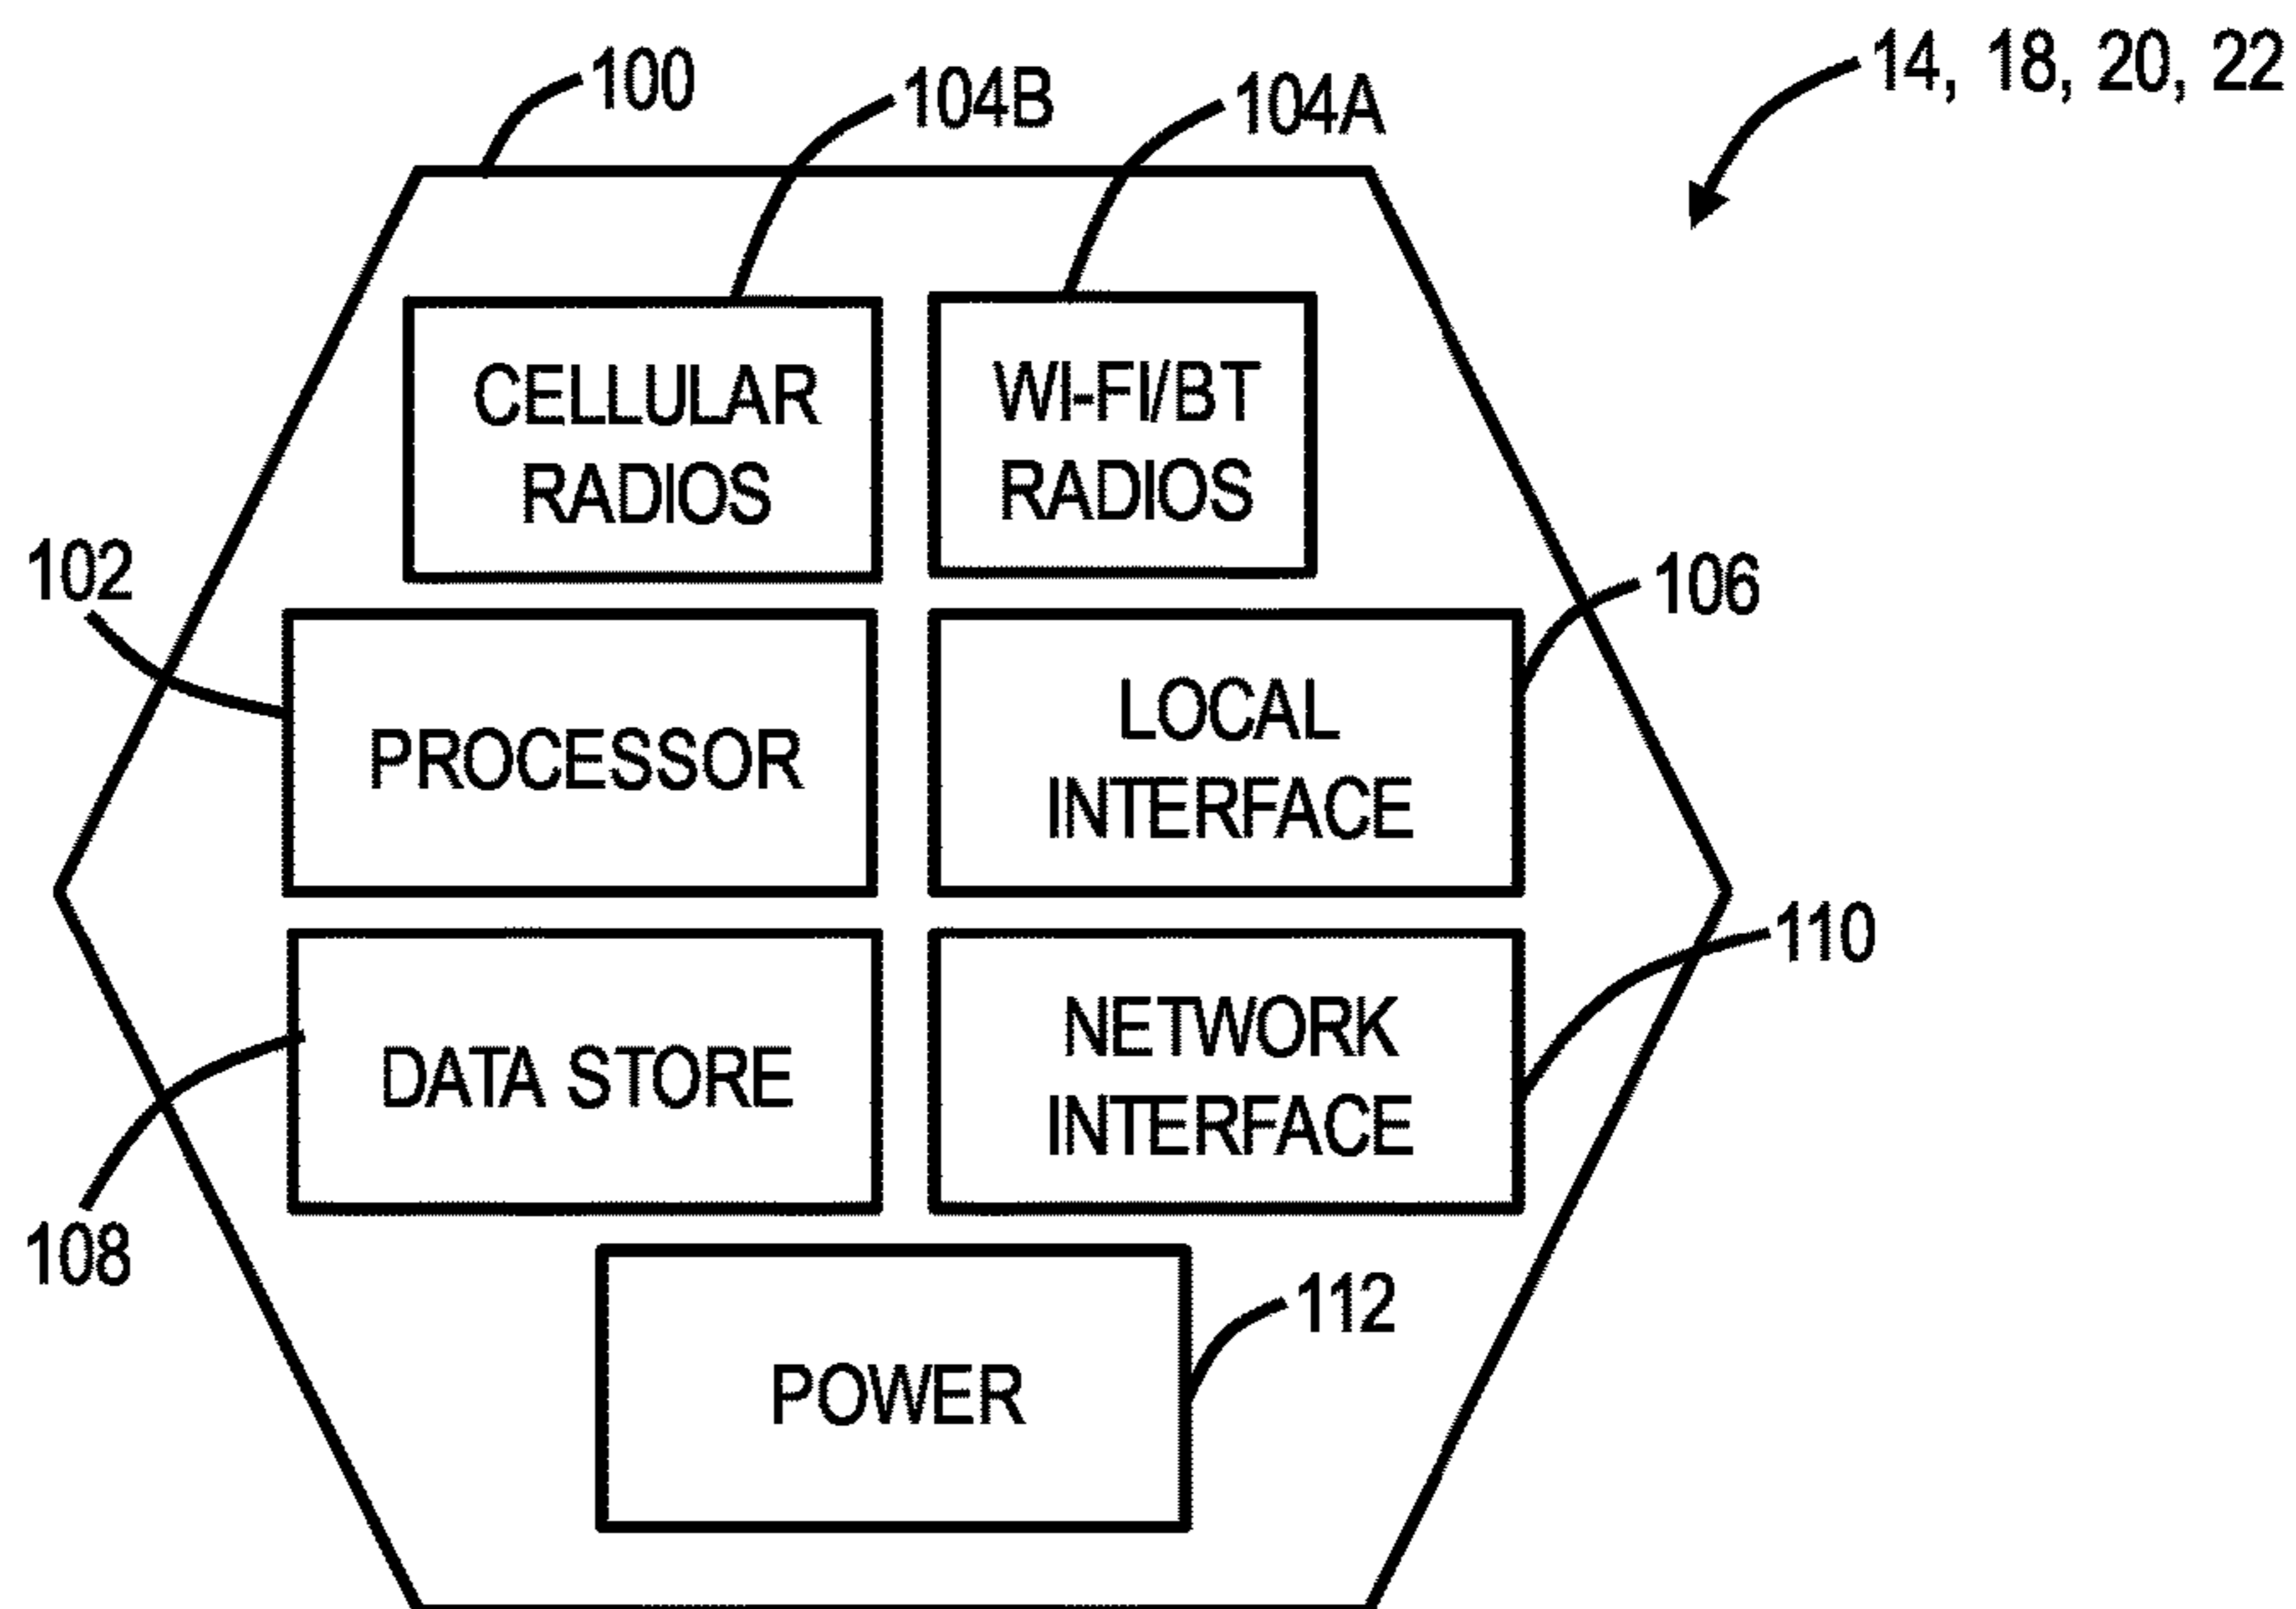 14, 18, 20, 22
100
104B
104A
CELLULAR
RADIOS
WI-FI/BT
RADIOS
102
106
PROCESSOR
LOCAL
INTERFACE
110
DATA STORE
NETWORK
INTERFACE
108
112
POWER